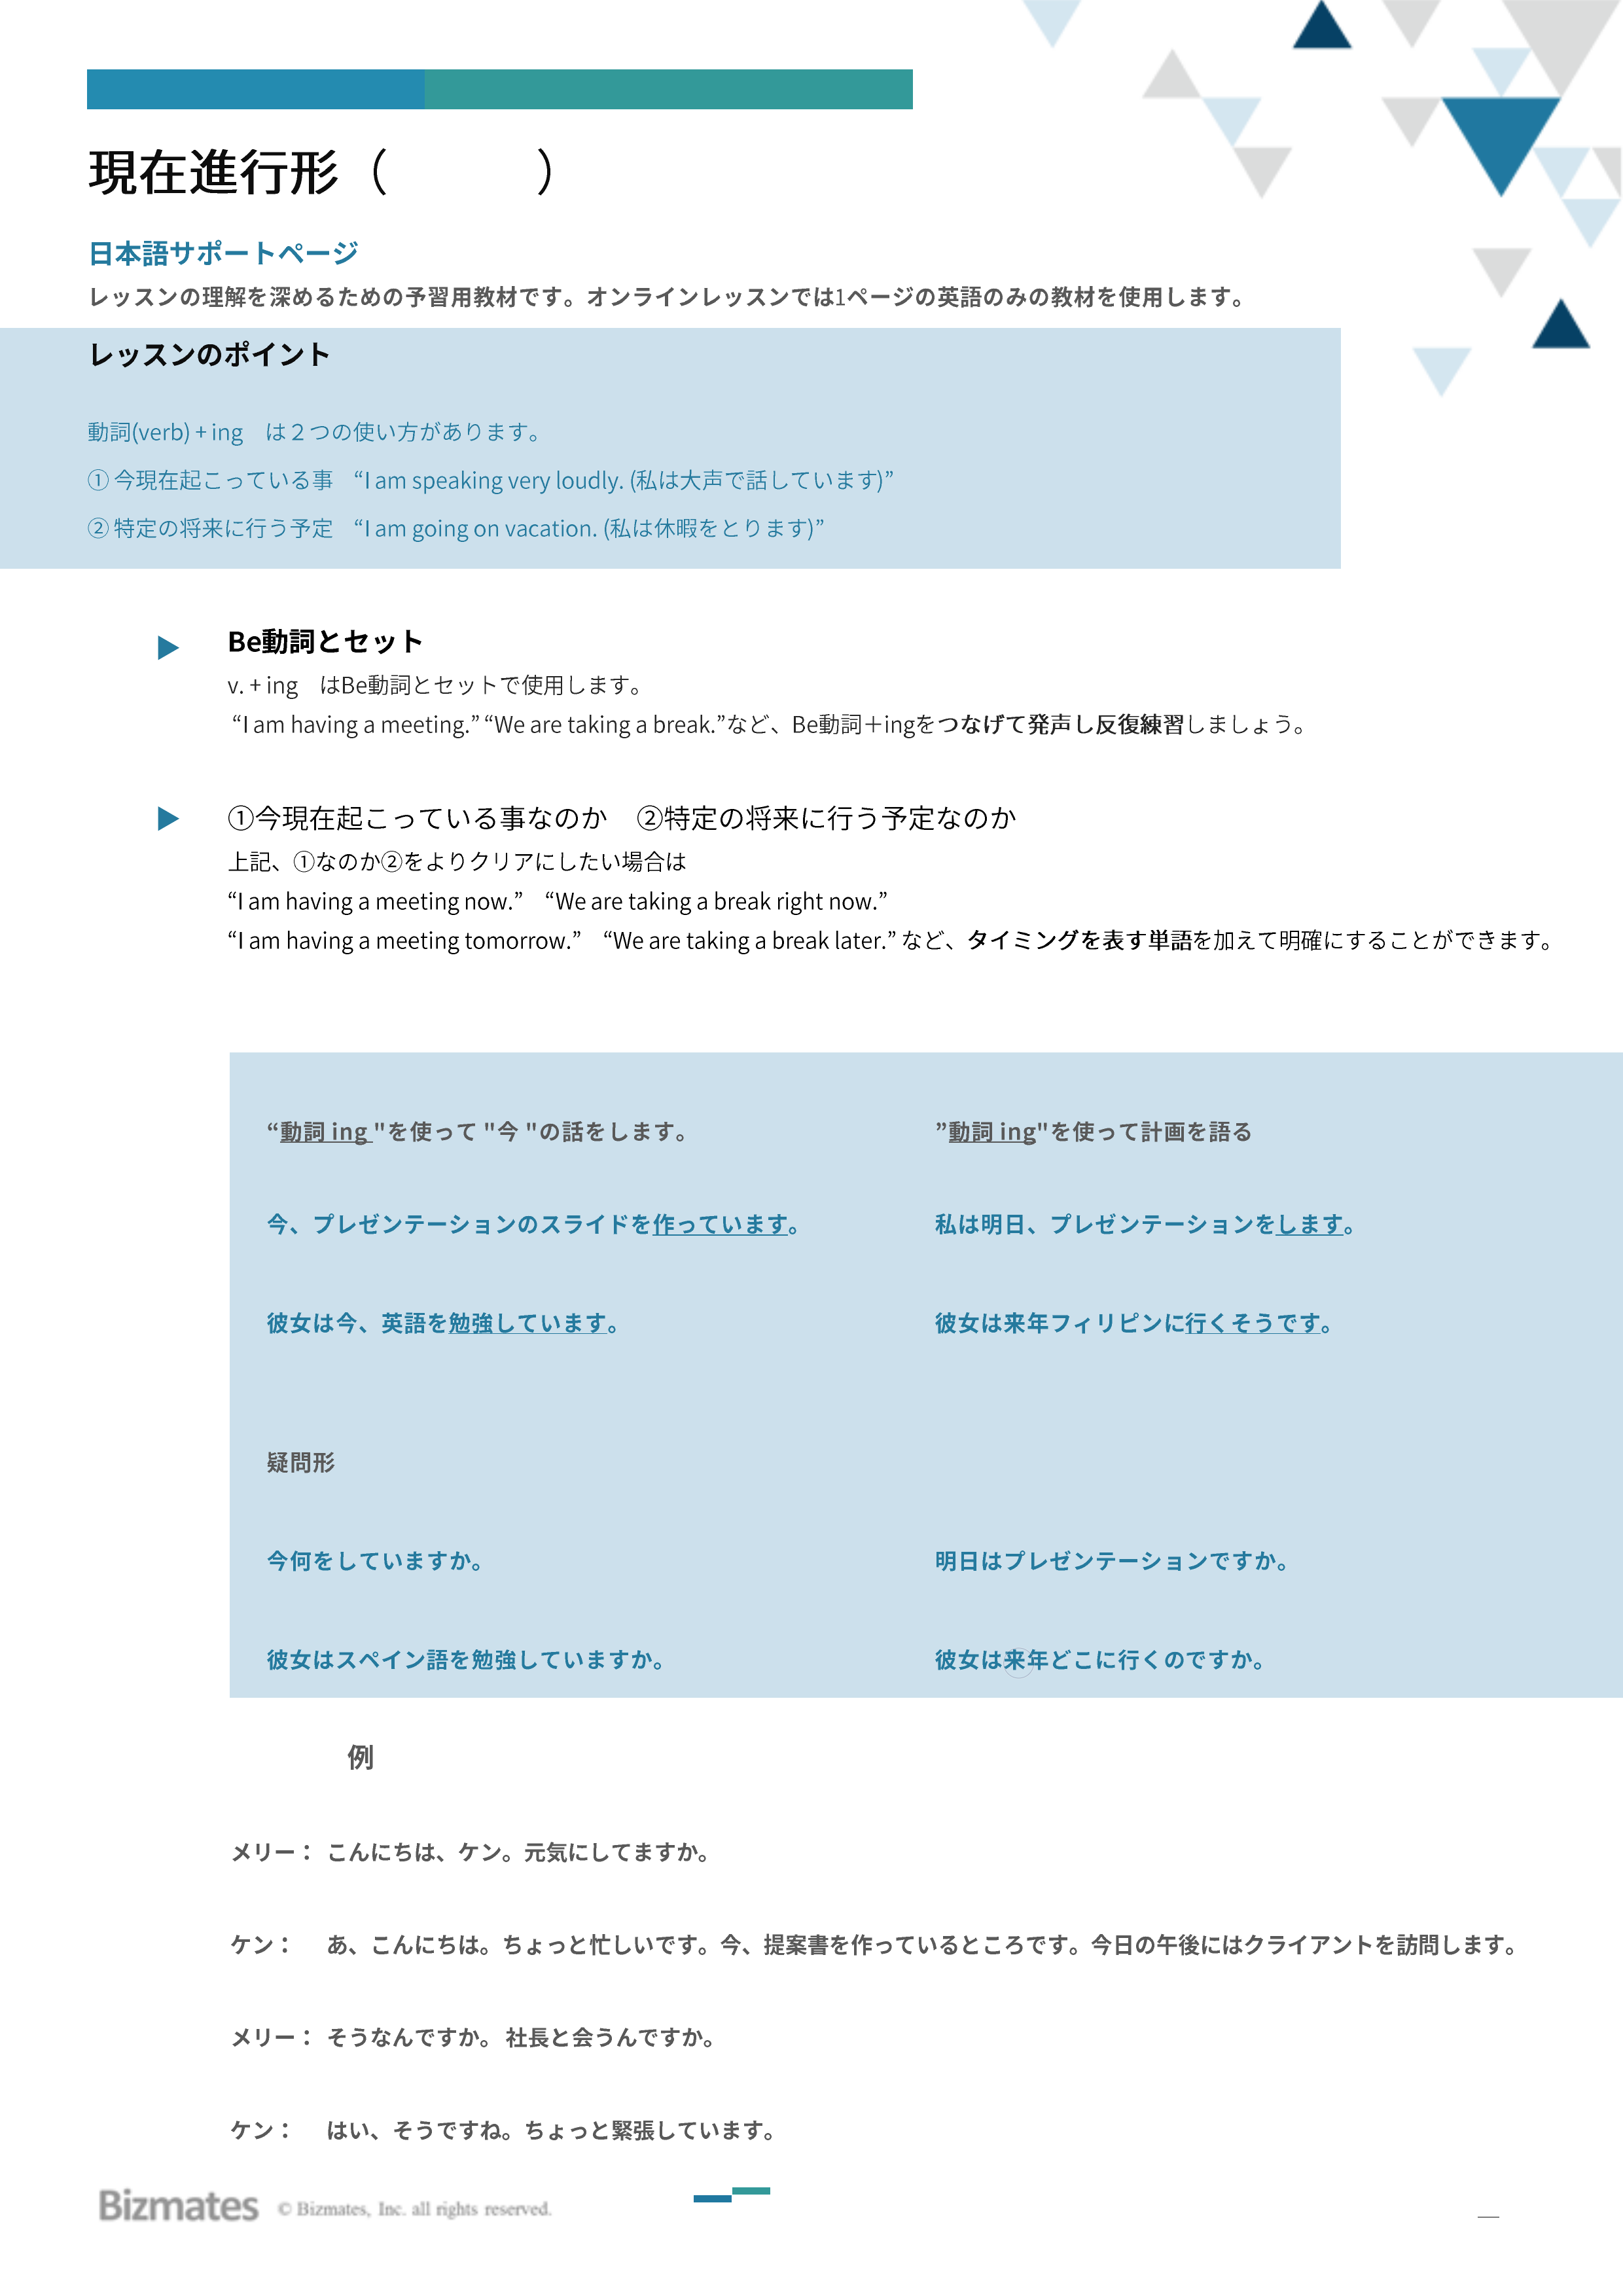 現在進行形（　　　）
日本語サポートページ
レッスンの理解を深めるための予習用教材です。オンラインレッスンでは1ページの英語のみの教材を使用します。
レッスンのポイント
動詞(verb) + ing　は２つの使い方があります。
① 今現在起こっている事　“I am speaking very loudly. (私は大声で話しています)”
② 特定の将来に行う予定　“I am going on vacation. (私は休暇をとります)”
Be動詞とセット
v. + ing　はBe動詞とセットで使用します。
“I am having a meeting.” “We are taking a break.”など、Be動詞＋ingをつなげて発声し反復練習しましょう。
①今現在起こっている事なのか　②特定の将来に行う予定なのか
上記、①なのか②をよりクリアにしたい場合は
“I am having a meeting now.”　“We are taking a break right now.”
“I am having a meeting tomorrow.”　“We are taking a break later.” など、タイミングを表す単語を加えて明確にすることができます。
“動詞 ing "を使って "今 "の話をします。
”動詞 ing"を使って計画を語る
今、プレゼンテーションのスライドを作っています。
私は明日、プレゼンテーションをします。
彼女は今、英語を勉強しています。
彼女は来年フィリピンに行くそうです。
疑問形
今何をしていますか。
明日はプレゼンテーションですか。
彼女はスペイン語を勉強していますか。
彼女は来年どこに行くのですか。
例
メリー： こんにちは、ケン。元気にしてますか。
ケン：　あ、こんにちは。ちょっと忙しいです。今、提案書を作っているところです。今日の午後にはクライアントを訪問します。
メリー： そうなんですか。 社長と会うんですか。
ケン：　はい、そうですね。ちょっと緊張しています。
Bizmates © Bizmates, Inc. all rights reserved.